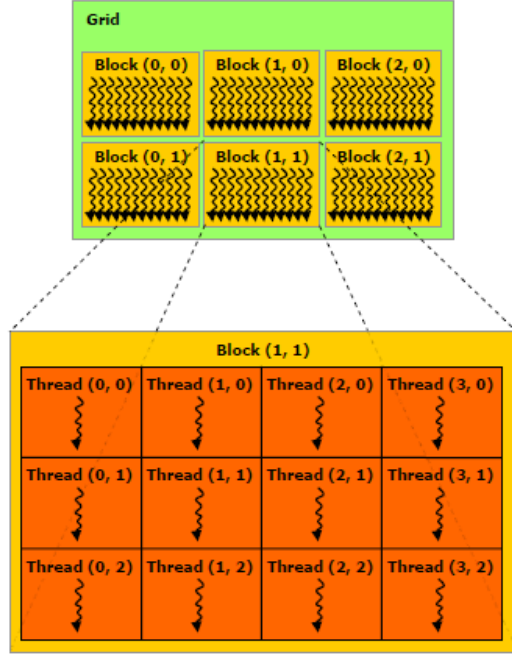 Grid
Block (0, 0) Block (1, 0) Block (2, 0)
Block (0, 1) Block (1, 1) Block (2, 1)
Block (1, 1)
Thread (0, 0) Thread (1, 0) Thread (2, 0) Thread (3, 0)
Thread (0, 1) Thread (1, 1) Thread (2, 1) Thread (3, 1)
Thread (0, 2) Thread (1, 2) Thread (2, 2) Thread (3, 2)